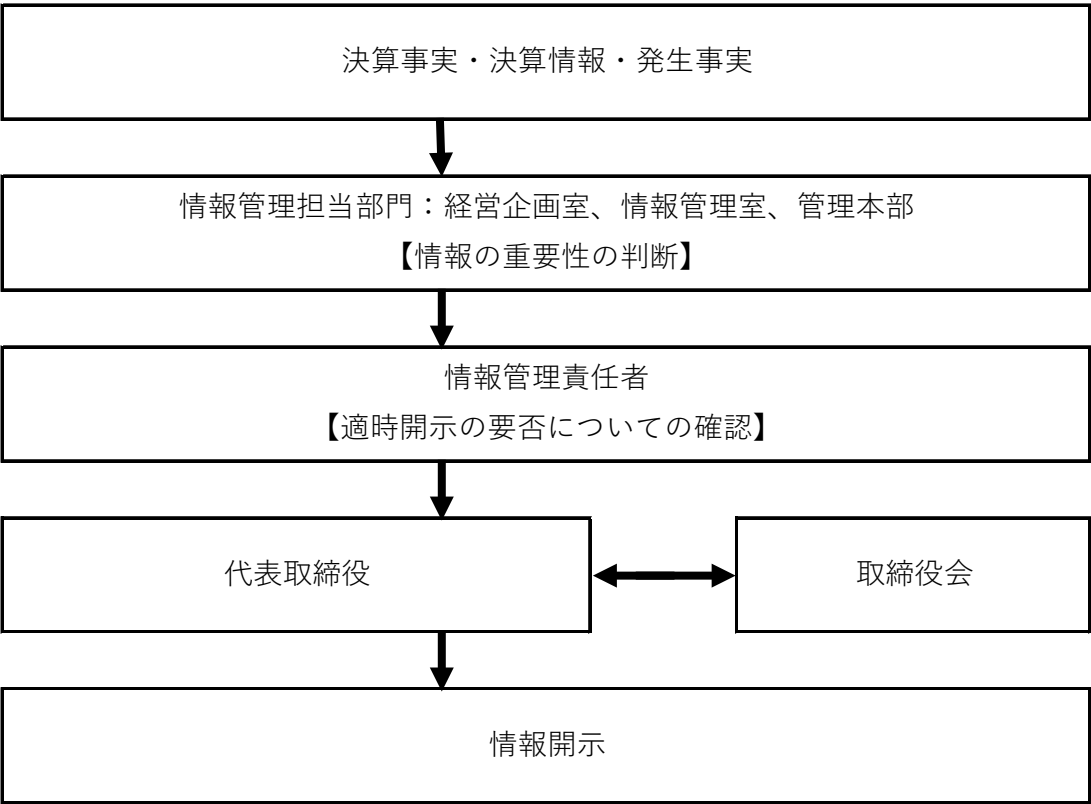 決算事実・決算情報・発生事実
情報管理担当部門：経営企画室、情報管理室、管理本部
【情報の重要性の判断】
情報管理責任者
【適時開示の要否についての確認】
代表取締役
取締役会
情報開示